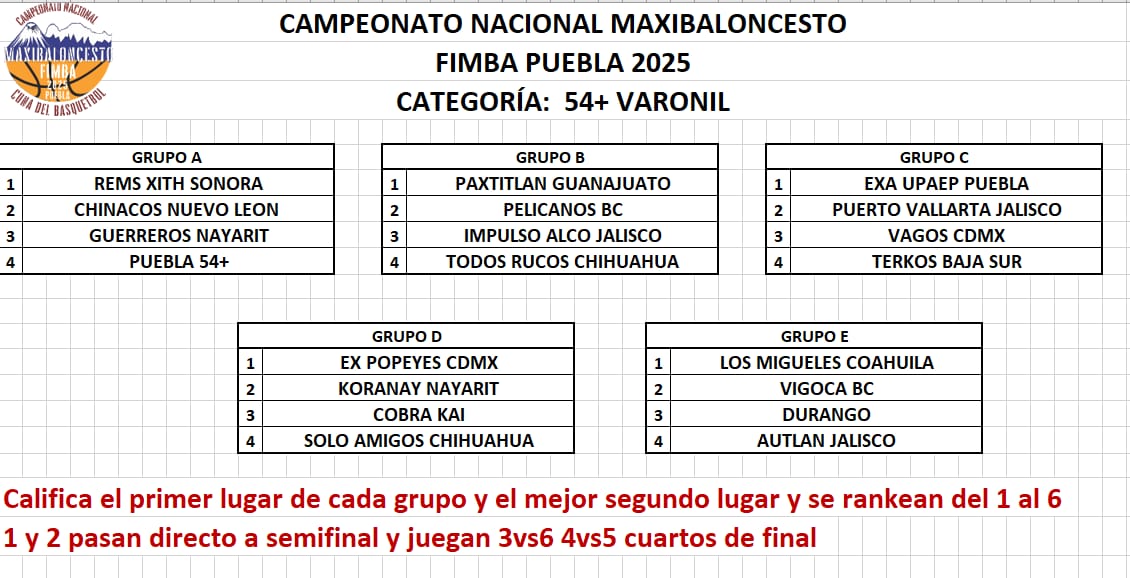 CAMPEONATO NACIONAL
MAXIBALONCESTO
FIMBA
2025
PUEBLA
CUNA DEL BASQUETBOL
CAMPEONATO NACIONAL MAXIBALONCESTO
FIMBA PUEBLA 2025
CATEGORÍA: 54+ VARONIL
GRUPO A
1 REMS XITH SONORA
2 CHINACOS NUEVO LEON
3 GUERREROS NAYARIT
4 PUEBLA 54+
GRUPO B
1 PAXTITLAN GUANAJUATO
2 PELICANOS BC
3 IMPULSO ALCO JALISCO
4 TODOS RUCOS CHIHUAHUA
GRUPO C
1 EXA UPAEP PUEBLA
2 PUERTO VALLARTA JALISCO
3 VAGOS CDMX
4 TERKOS BAJA SUR
GRUPO D
1 EX POPEYES CDMX
2 KORANAY NAYARIT
3 COBRA KAI
4 SOLO AMIGOS CHIHUAHUA
GRUPO E
1 LOS MIGUELES COAHUILA
2 VIGOCA BC
3 DURANGO
4 AUTLAN JALISCO
Califica el primer lugar de cada grupo y el mejor segundo lugar y se rankean del 1 al 6
1 y 2 pasan directo a semifinal y juegan 3vs6 4vs5 cuartos de final